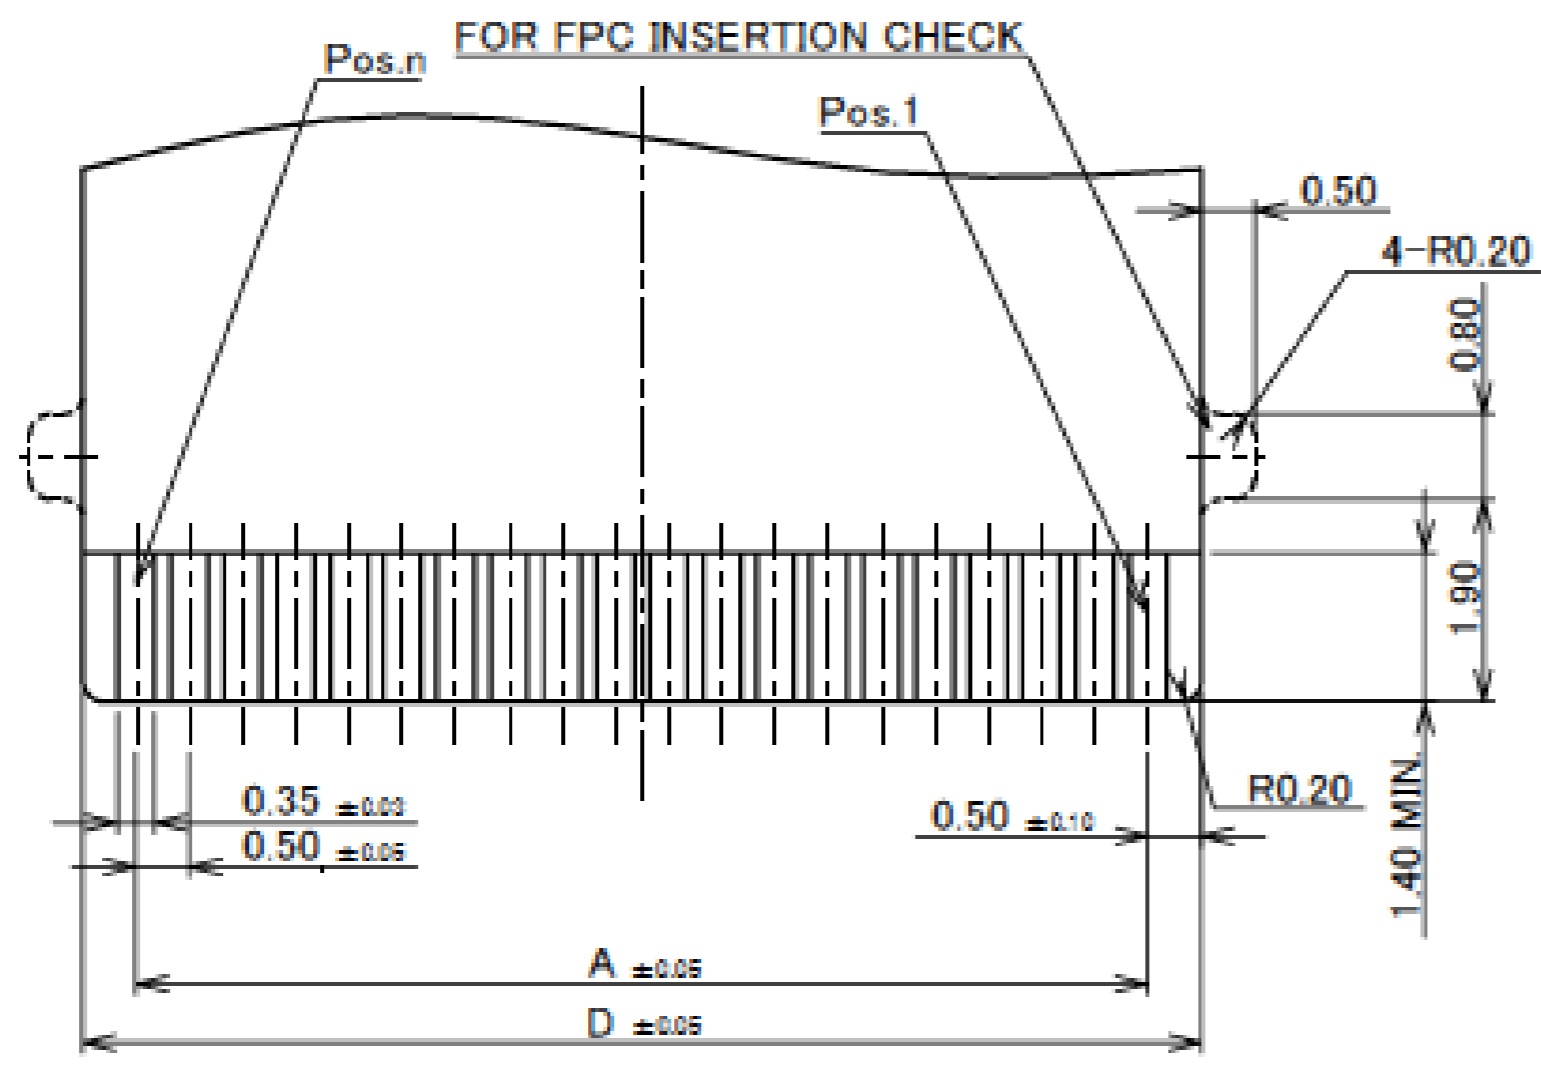 FOR FPC INSERTION CHECK
Pos.n
Pos.1
0.50
4-R0.20
0.80
1.90
1.40 MIN.
R0.20
0.35 ±0.03
0.50 ±0.10
0.50 ±0.05
A ±0.05
D ±0.05